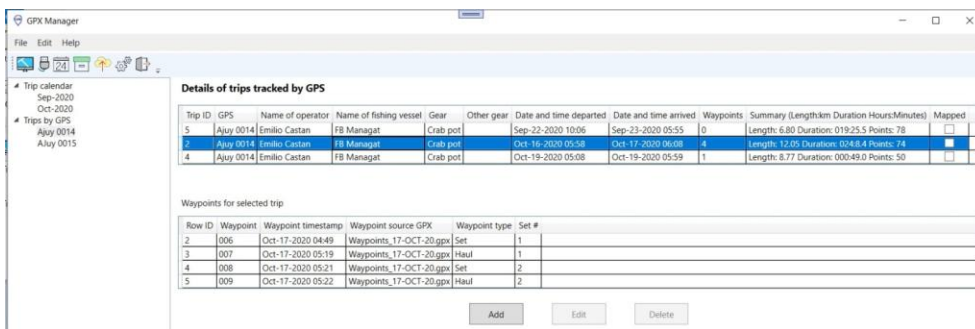 GPX Manager
File Edit Help
24
Trip calendar
Sep-2020
Oct-2020
Trips by GPS
Ajuy 0014
AJuy 0015
Details of trips tracked by GPS
Trip ID GPS Name of operator Name of fishing vessel Gear Other gear Date and time departed Date and time arrived Waypoints Summary (Length:km Duration Hours:Minutes) Mapped
5 Ajuy 0014 Emilio Castan FB Managat Crab pot Sep-22-2020 10:06 Sep-23-2020 05:55 0 Length: 6.80 Duration: 019:25.5 Points: 78
2 Ajuy 0014 Emilio Castan FB Managat Crab pot Oct-16-2020 05:58 Oct-17-2020 06:08 4 Length: 12.05 Duration: 024:8.4 Points: 74
4 Ajuy 0014 Emilio Castan FB Managat Crab pot Oct-19-2020 05:08 Oct-19-2020 05:59 1 Length: 8.77 Duration: 000:49.0 Points: 50
Waypoints for selected trip
Row ID Waypoint Waypoint timestamp Waypoint source GPX Waypoint type Set #
2 006 Oct-17-2020 04:49 Waypoints_17-OCT-20.gpx Set 1
3 007 Oct-17-2020 05:19 Waypoints_17-OCT-20.gpx Haul 1
4 008 Oct-17-2020 05:21 Waypoints_17-OCT-20.gpx Set 2
5 009 Oct-17-2020 05:22 Waypoints_17-OCT-20.gpx Haul 2
Add Edit Delete